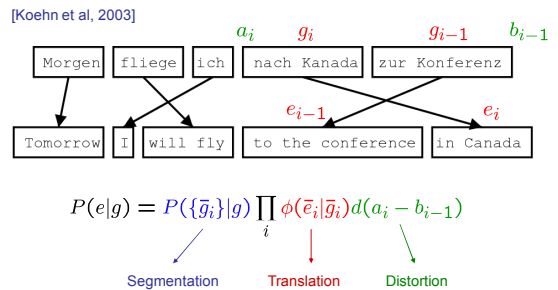 [Koehn et al, 2003]
a_i g_i g_{i-1} b_{i-1}
Morgen fliege ich nach Kanada zur Konferenz
e_{i-1} e_i
Tomorrow I will fly to the conference in Canada
P(e|g) = P({ḡ_i}|g) ∏_i φ(ē_i|ḡ_i)d(a_i − b_{i−1})
Segmentation Translation Distortion